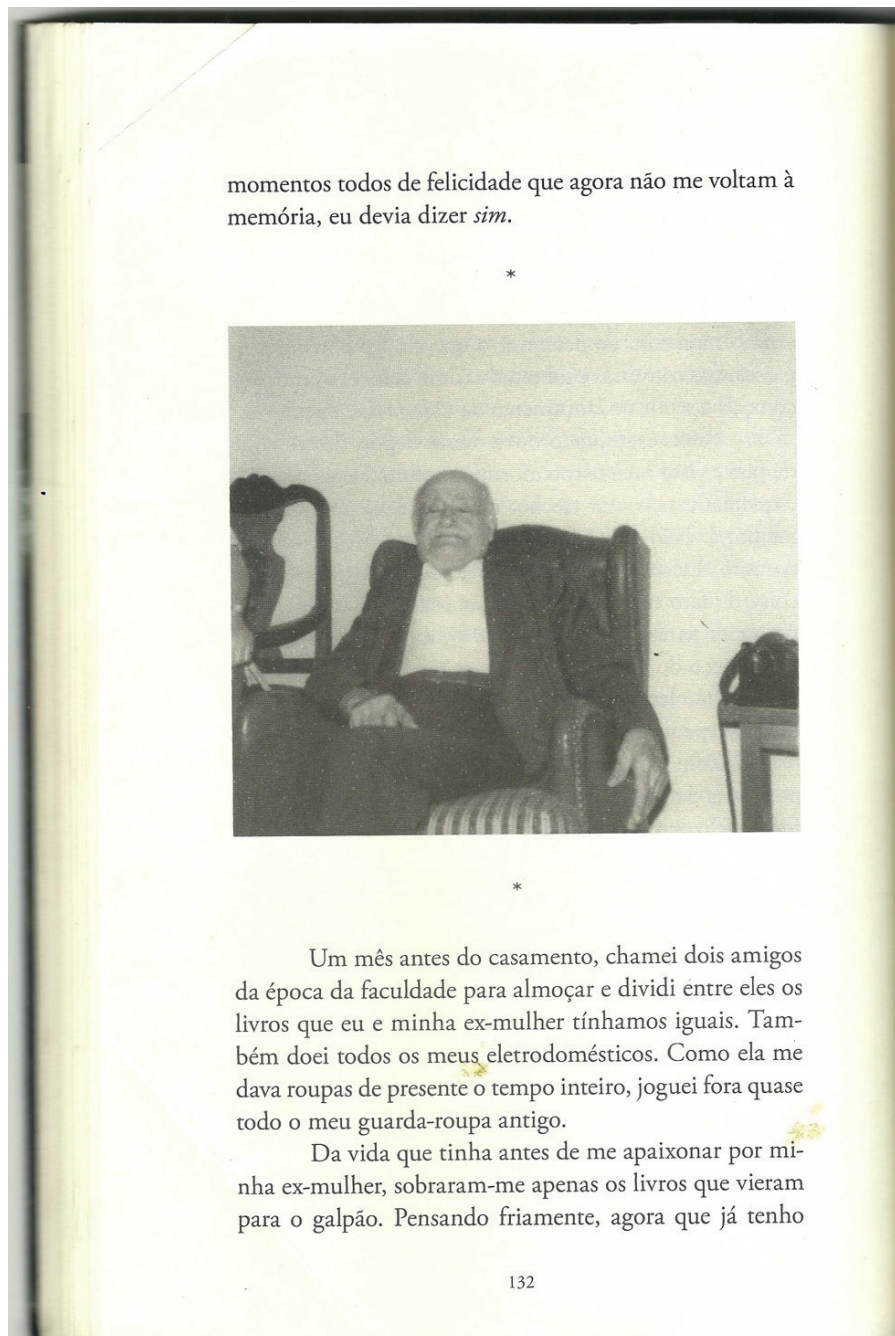 momentos todos de felicidade que agora não me voltam à
memória, eu devia dizer sim.
*
*
Um mês antes do casamento, chamei dois amigos
da época da faculdade para almoçar e dividi entre eles os
livros que eu e minha ex-mulher tínhamos iguais. Tam-
bém doei todos os meus eletrodomésticos. Como ela me
dava roupas de presente o tempo inteiro, joguei fora quase
todo o meu guarda-roupa antigo.
Da vida que tinha antes de me apaixonar por mi-
nha ex-mulher, sobraram-me apenas os livros que vieram
para o galpão. Pensando friamente, agora que já tenho
132